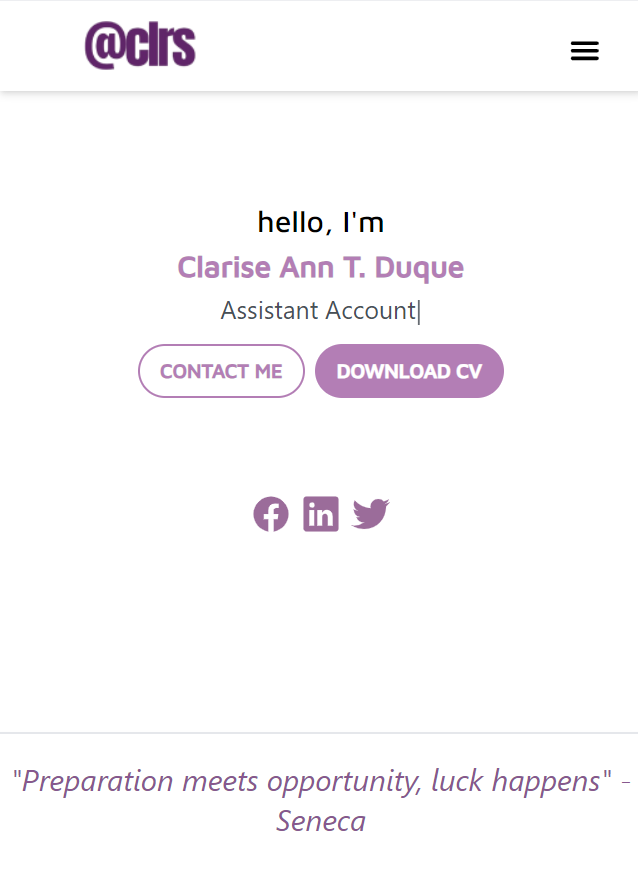 @clrs
hello, I'm
Clarise Ann T. Duque
Assistant Account|
CONTACT ME
DOWNLOAD CV
"Preparation meets opportunity, luck happens" -
Seneca